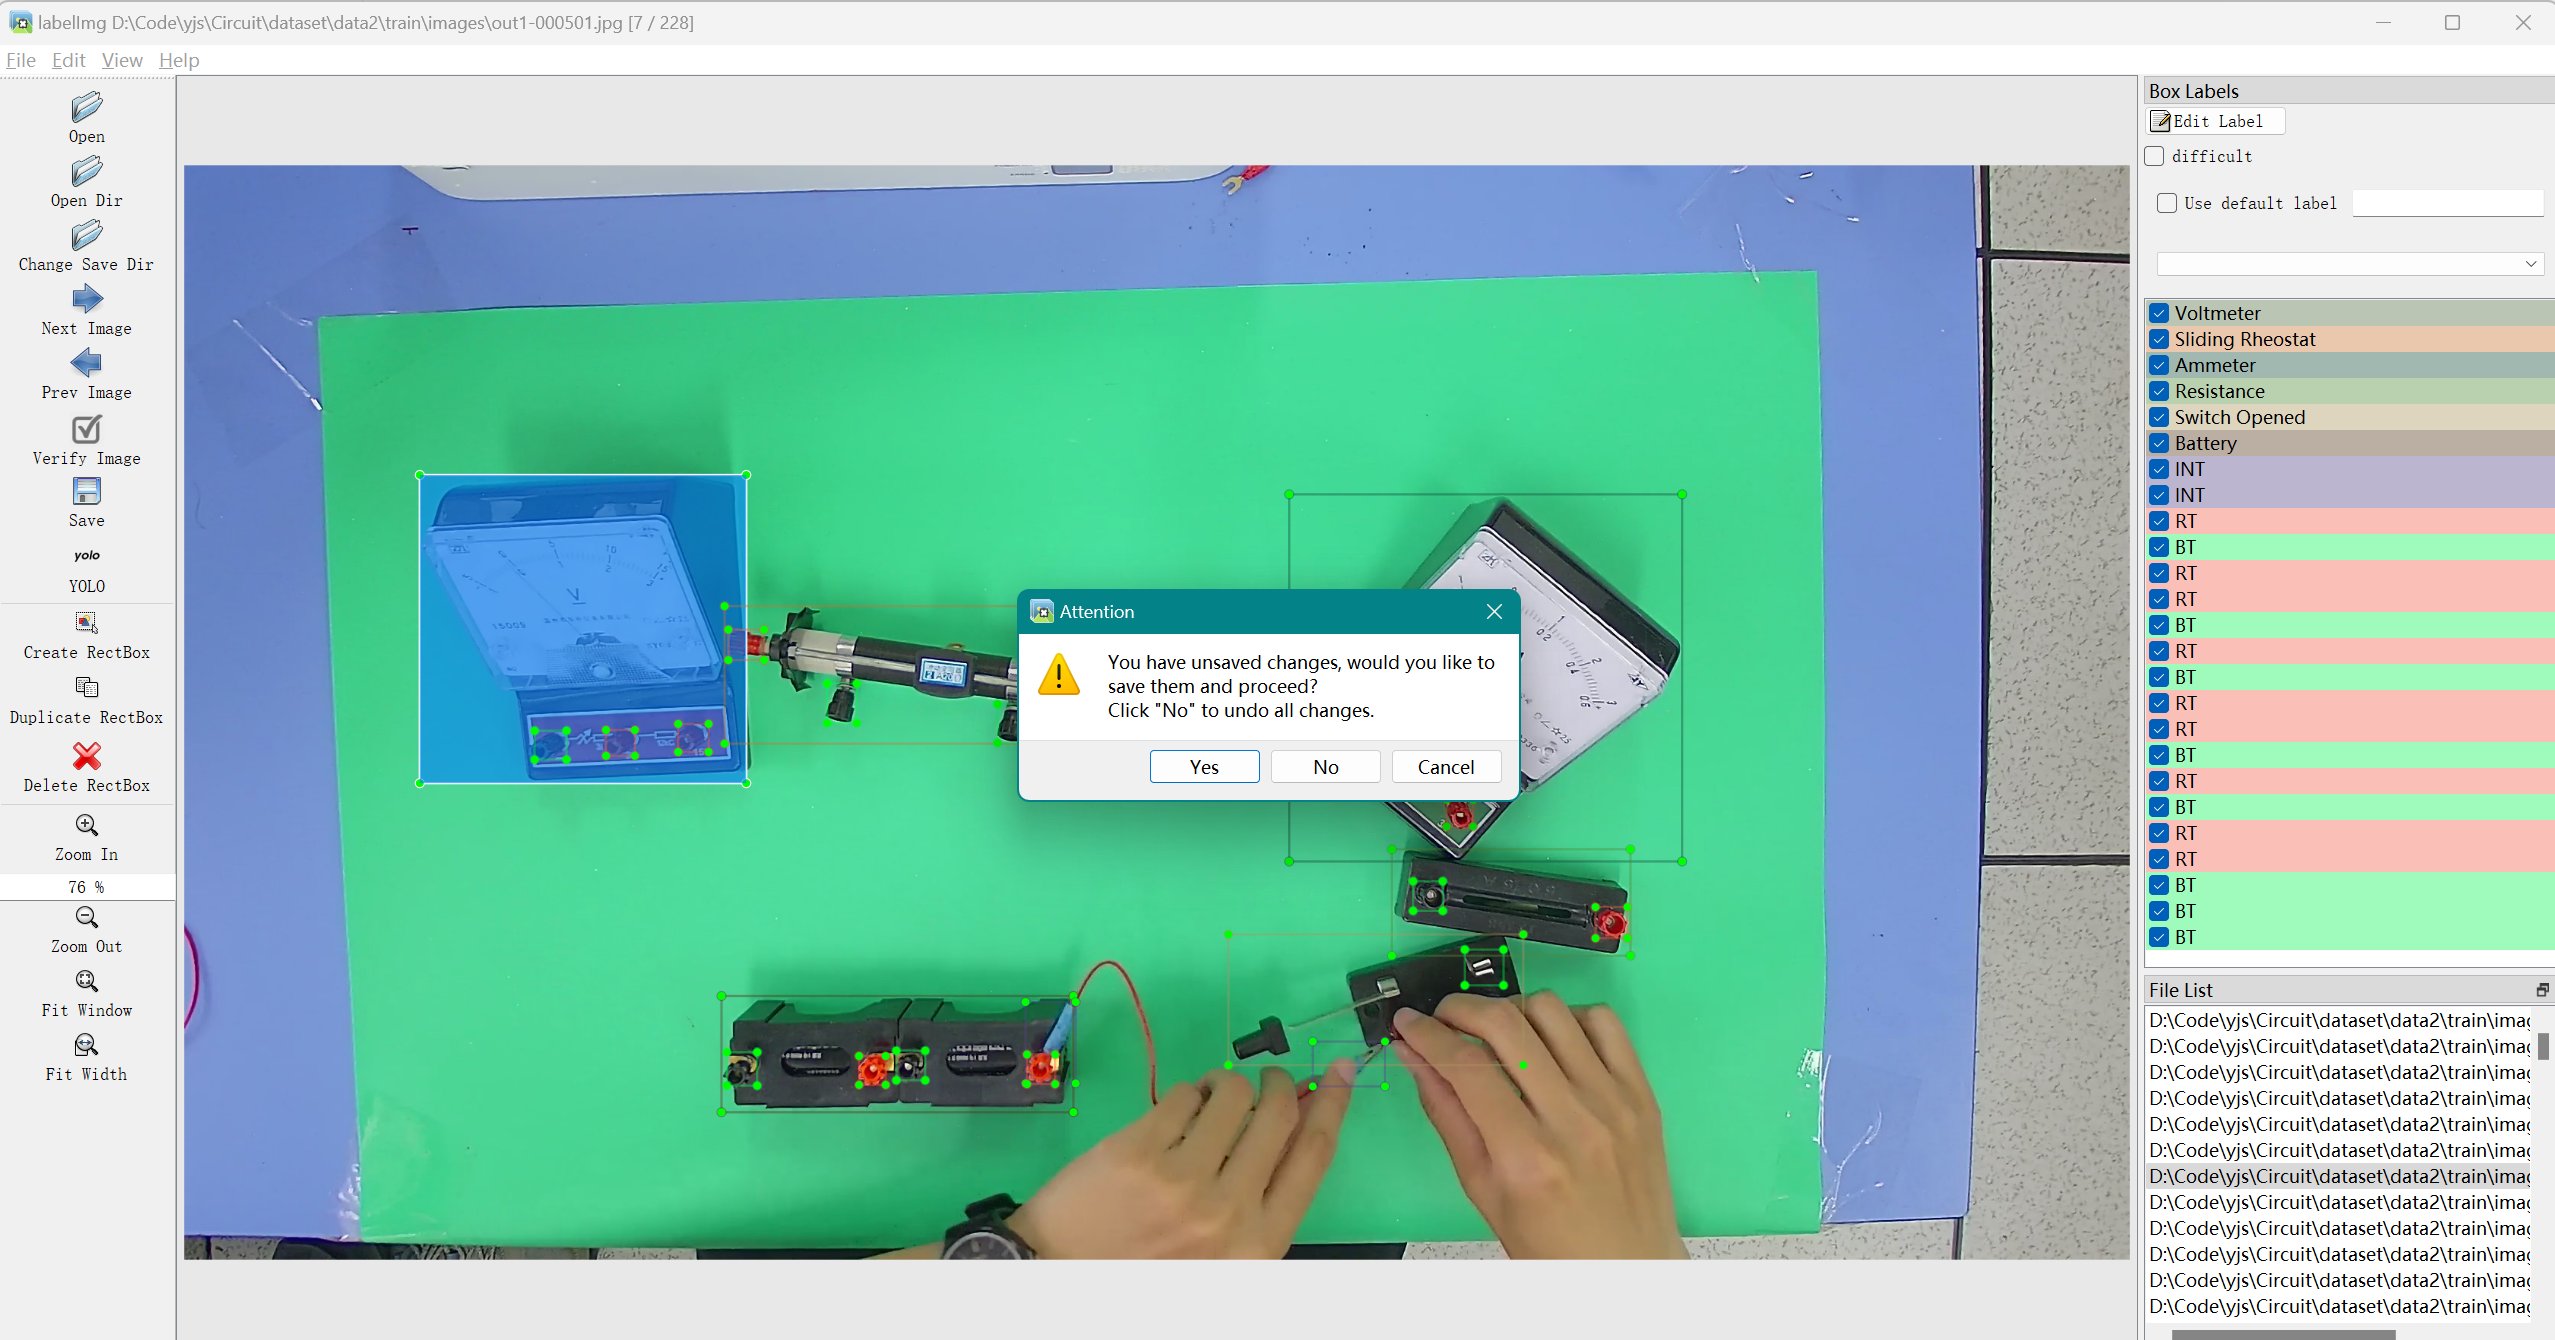 labelImg D:\Code\yjs\Circuit\dataset\data2\train\images\out1-000501.jpg [7 / 228]
File Edit View Help
Open
Open Dir
Change Save Dir
Next Image
Prev Image
Verify Image
Save
yolo
YOLO
Create RectBox
Duplicate RectBox
Delete RectBox
Zoom In
76 %
Zoom Out
Fit Window
Fit Width
V
Attention
You have unsaved changes, would you like to
save them and proceed?
Click "No" to undo all changes.
Yes
No
Cancel
Box Labels
Edit Label
difficult
Use default label
Voltmeter
Sliding Rheostat
Ammeter
Resistance
Switch Opened
Battery
INT
INT
RT
BT
RT
RT
BT
RT
BT
RT
RT
BT
RT
BT
RT
RT
BT
BT
BT
File List
D:\Code\yjs\Circuit\dataset\data2\train\imag
D:\Code\yjs\Circuit\dataset\data2\train\imag
D:\Code\yjs\Circuit\dataset\data2\train\imag
D:\Code\yjs\Circuit\dataset\data2\train\imag
D:\Code\yjs\Circuit\dataset\data2\train\imag
D:\Code\yjs\Circuit\dataset\data2\train\imag
D:\Code\yjs\Circuit\dataset\data2\train\imag
D:\Code\yjs\Circuit\dataset\data2\train\imag
D:\Code\yjs\Circuit\dataset\data2\train\imag
D:\Code\yjs\Circuit\dataset\data2\train\imag
D:\Code\yjs\Circuit\dataset\data2\train\imag
D:\Code\yjs\Circuit\dataset\data2\train\imag